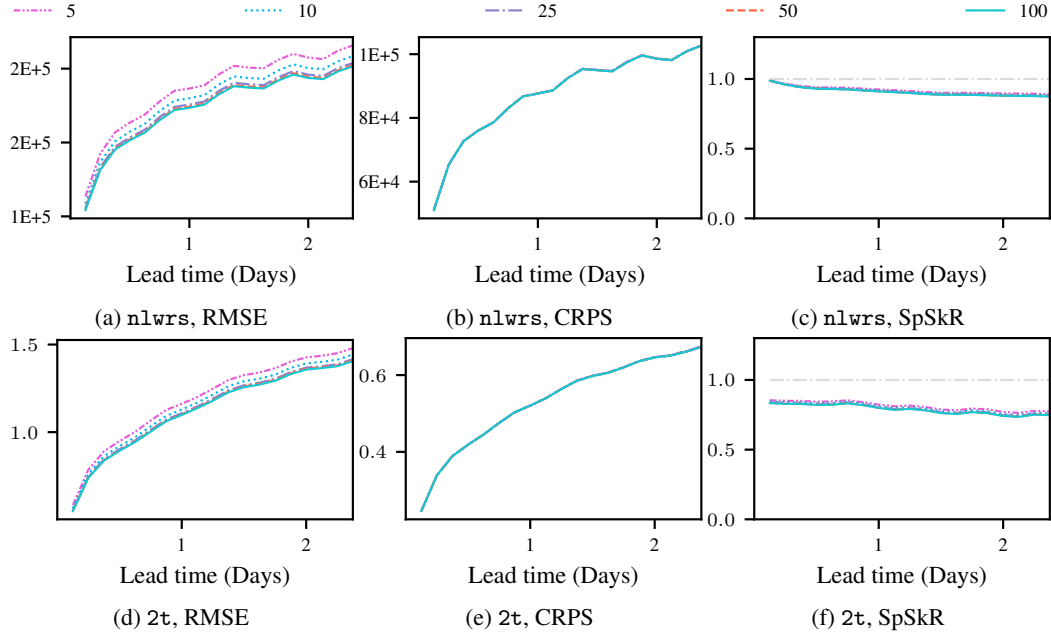 5 10 25 50 100
2E+5
2E+5
1E+5
1 2
Lead time (Days)
(a) nlwrs, RMSE
1E+5
8E+4
6E+4
1 2
Lead time (Days)
(b) nlwrs, CRPS
1.0
0.5
0.0
1 2
Lead time (Days)
(c) nlwrs, SpSkR
1.5
1.0
1 2
Lead time (Days)
(d) 2t, RMSE
0.6
0.4
1 2
Lead time (Days)
(e) 2t, CRPS
1.0
0.5
0.0
1 2
Lead time (Days)
(f) 2t, SpSkR